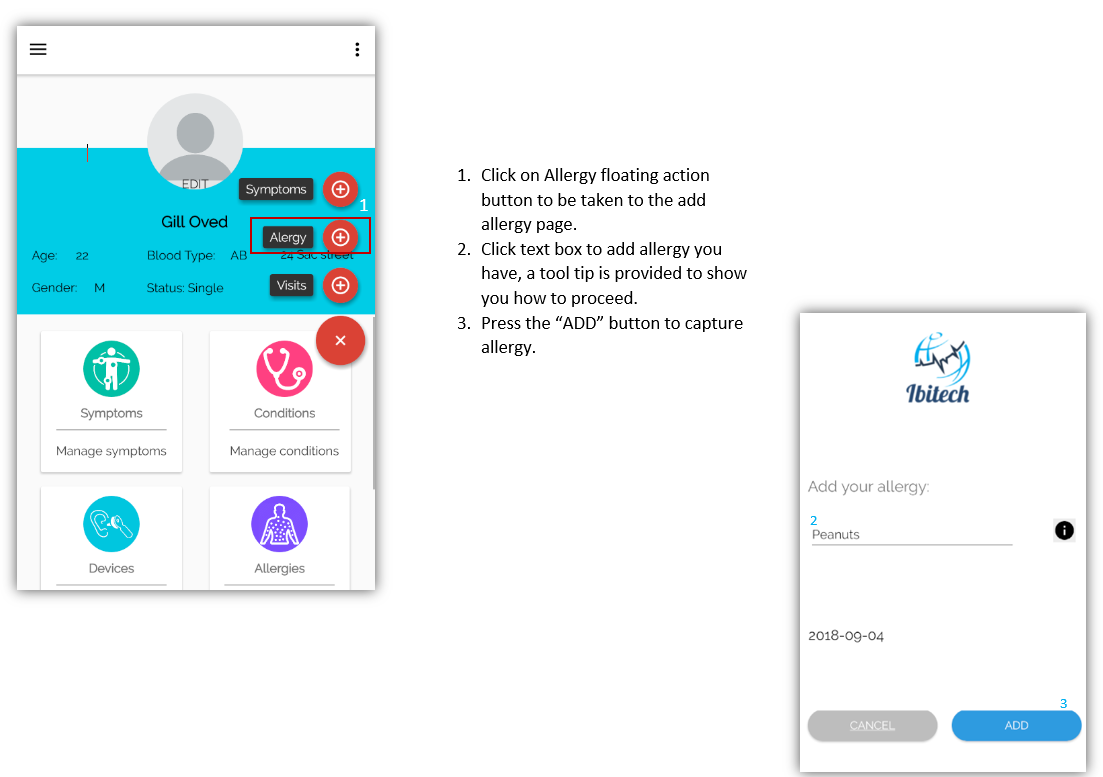 EDIT
Symptoms
1
Gill Oved
Alergy
Age: 22 Blood Type: AB 24 Sac street
Gender: M Status: Single Visits
Symptoms
Manage symptoms
Conditions
Manage conditions
Devices
Allergies
1. Click on Allergy floating action
button to be taken to the add
allergy page.
2. Click text box to add allergy you
have, a tool tip is provided to show
you how to proceed.
3. Press the “ADD” button to capture
allergy.
Ibitech
Add your allergy:
2
Peanuts
2018-09-04
3
CANCEL ADD